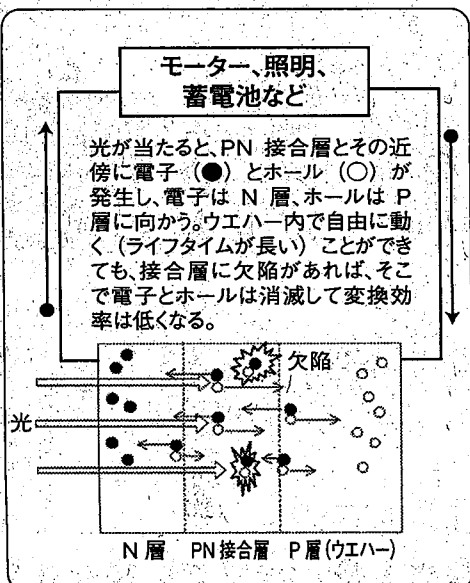 モーター、照明、
蓄電池など
光が当たると、PN 接合層とその近
傍に電子(●)とホール(○)が
発生し、電子は N 層、ホールは P
層に向かう。ウエハー内で自由に動
く(ライフタイムが長い)ことができ
ても、接合層に欠陥があれば、そこ
で電子とホールは消滅して変換効
率は低くなる。
欠陥
光
N 層 PN接合層 P 層(ウエハー)